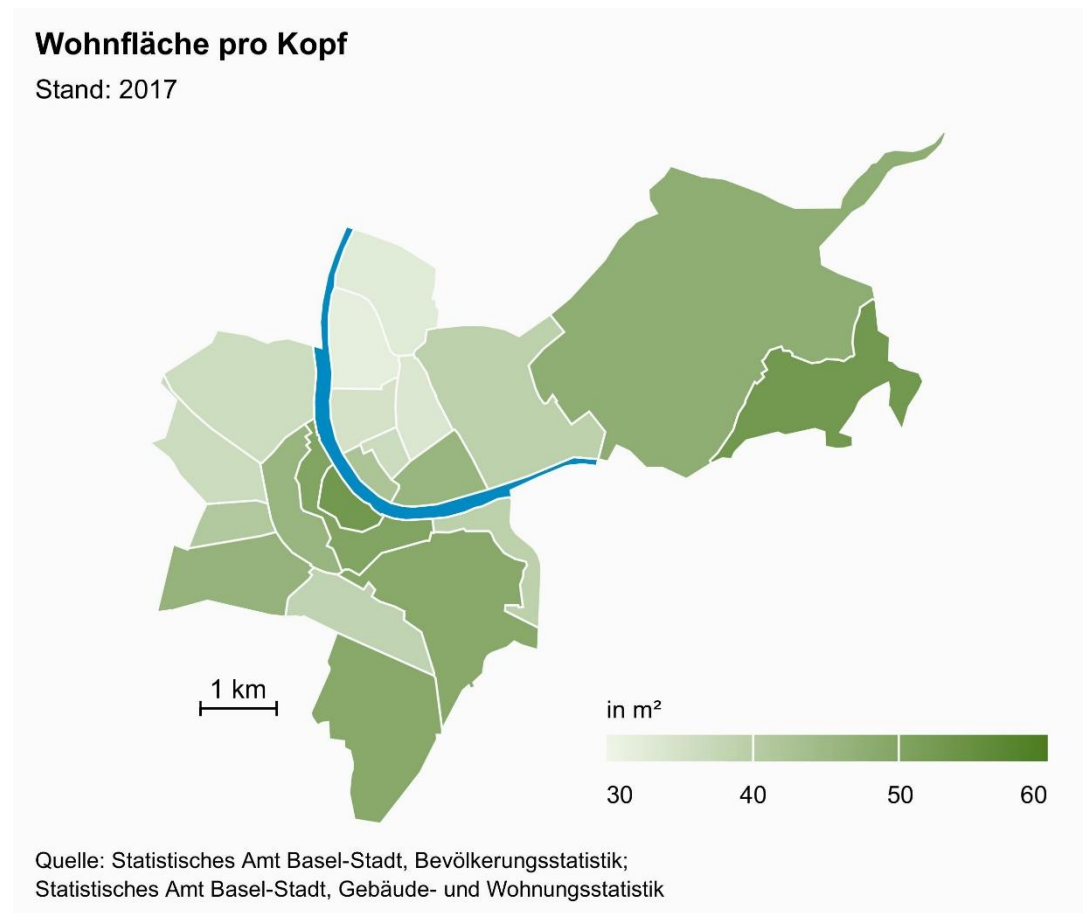 Wohnfläche pro Kopf
Stand: 2017
1 km
in m²
30 40 50 60
Quelle: Statistisches Amt Basel-Stadt, Bevölkerungsstatistik;
Statistisches Amt Basel-Stadt, Gebäude- und Wohnungsstatistik